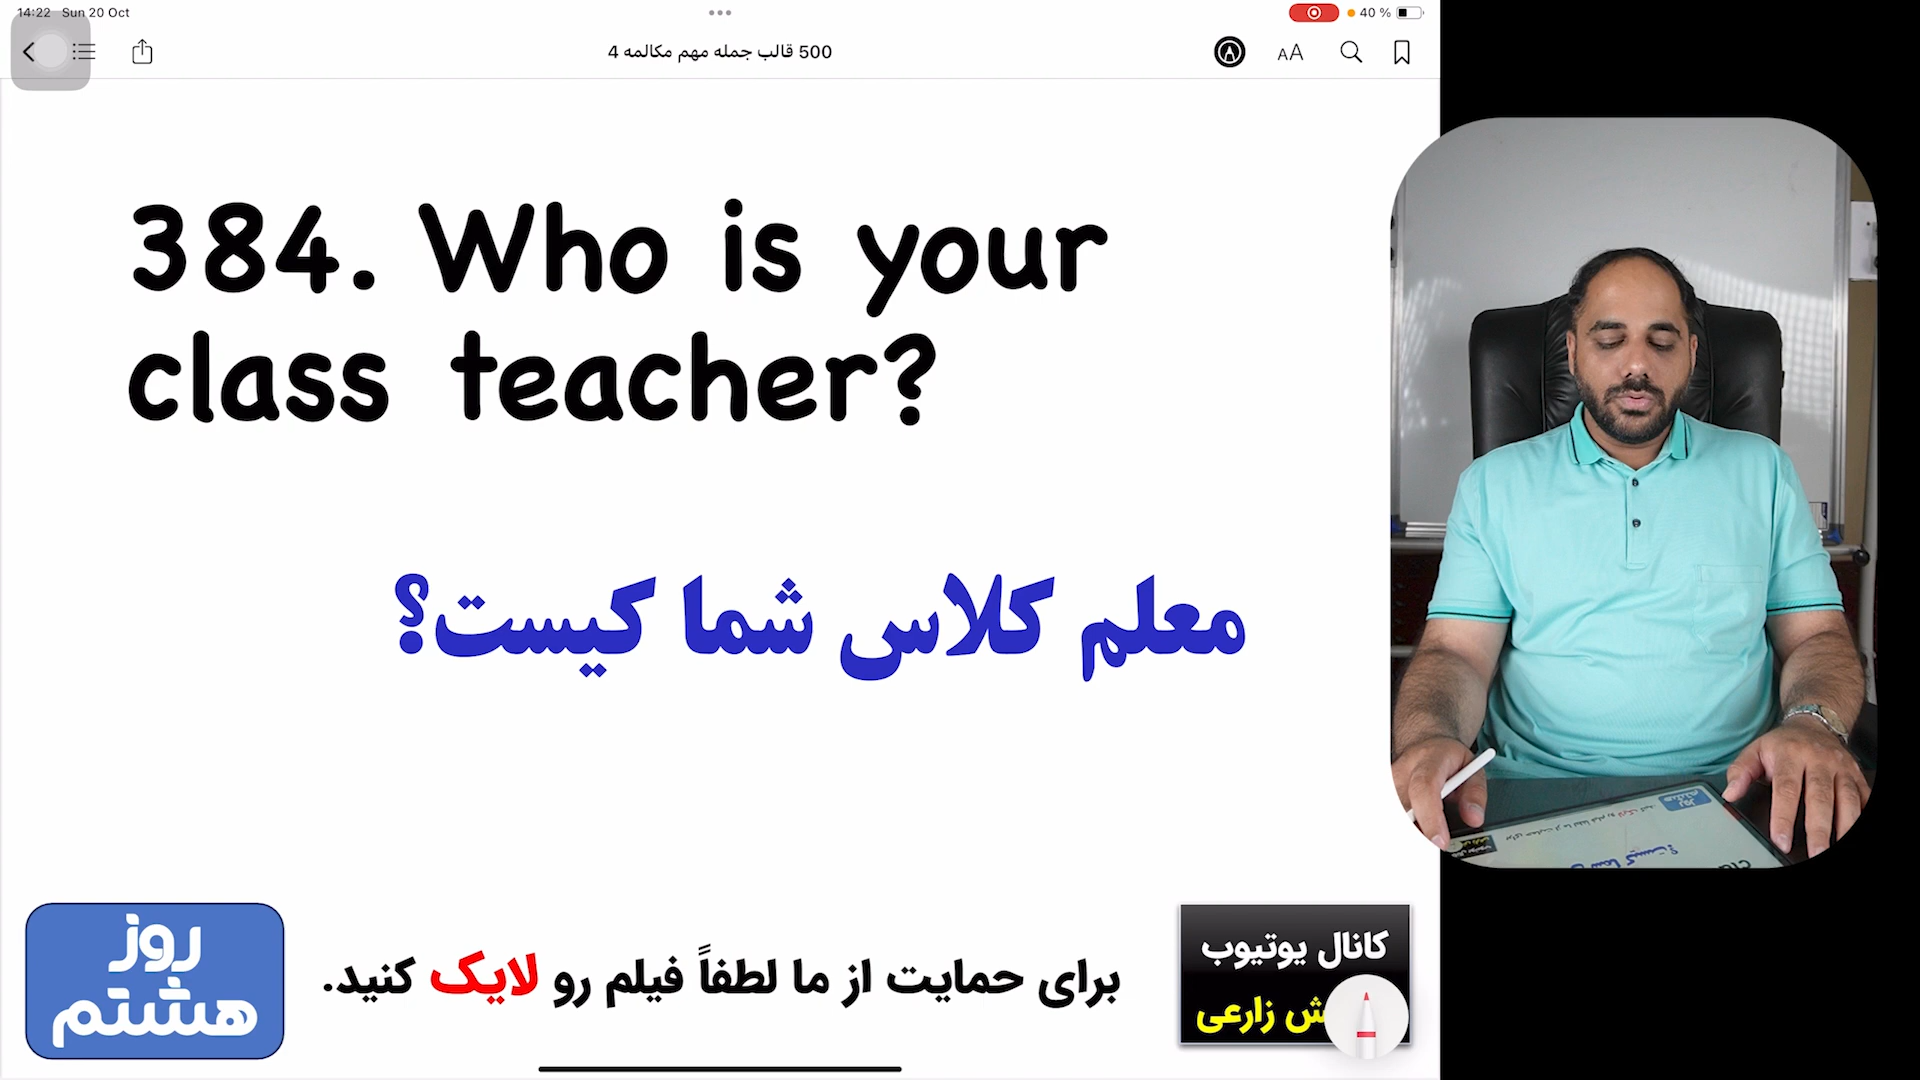 14:22 Sun 20 Oct
40 %
500 قالب جمله مهم مکالمه 4
AA
384. Who is your
class teacher?
معلم کلاس شما کیست؟
روز
هشتم
برای حمایت از ما لطفاً فیلم رو لایک کنید.
کانال یوتیوب
زارعی